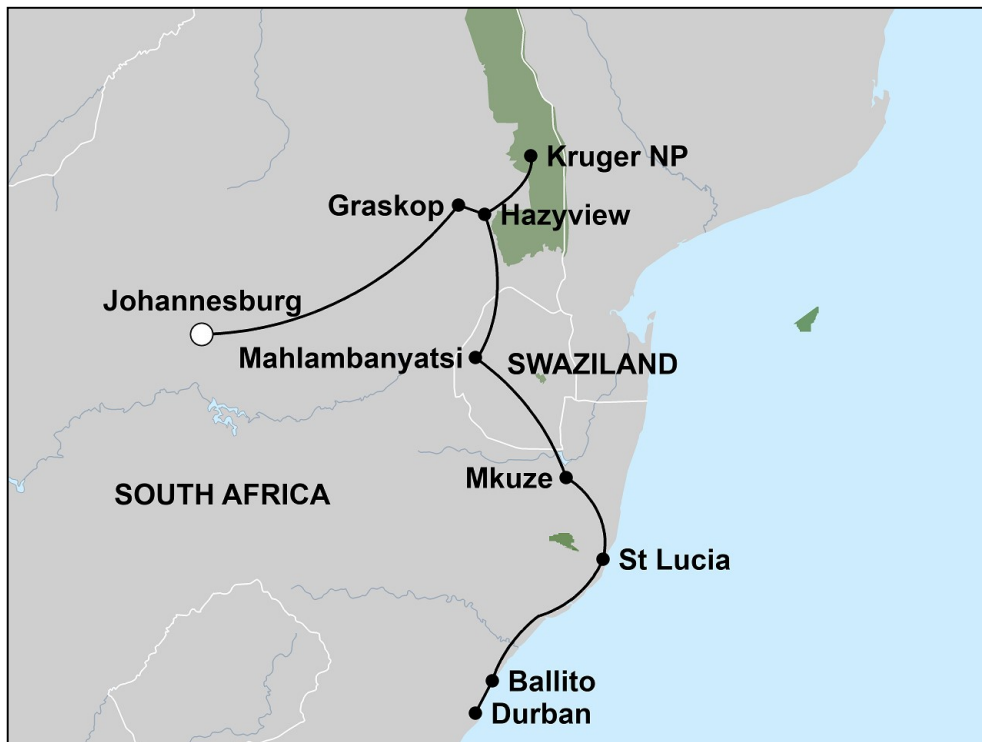 Kruger NP
Graskop
Hazyview
Johannesburg
Mahlambanyatsi
SWAZILAND
Mkuze
SOUTH AFRICA
St Lucia
Ballito
Durban